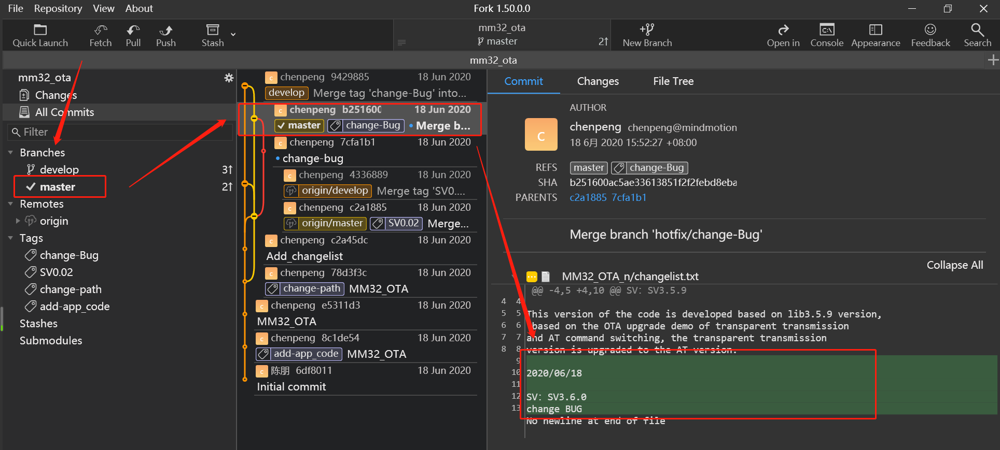 File Repository View About
Fork 1.50.0.0
Quick Launch Fetch Pull Push Stash
mm32_ota
master 2↑
New Branch Open in Console Appearance Feedback Search
mm32_ota
mm32_ota
Changes
All Commits
Filter
Branches
develop 3↑
master 2↑
Remotes
origin
Tags
change-Bug
SV0.02
change-path
add-app_code
Stashes
Submodules
c chenpeng 9429885 18 Jun 2020
develop Merge tag 'change-Bug' into...
c chenpeng b251600 18 Jun 2020
master change-Bug Merge b...
c chenpeng 7cfa1b1 18 Jun 2020
change-bug
c chenpeng 4336889 18 Jun 2020
origin/develop Merge tag 'SV0....
c chenpeng c2a1885 18 Jun 2020
origin/master SV0.02 Merge...
c chenpeng c2a45dc 18 Jun 2020
Add_changelist
c chenpeng 78d3f3c 18 Jun 2020
change-path MM32_OTA
c chenpeng e5311d3 18 Jun 2020
MM32_OTA
c chenpeng 8c1de54 18 Jun 2020
add-app_code MM32_OTA
c 陈朋 6df8011 18 Jun 2020
Initial commit
Commit Changes File Tree
AUTHOR
c
chenpeng chenpeng@mindmotion
18 6月 2020 15:52:27 +08:00
REFS master change-Bug
SHA b251600ac5ae33613851f2f2febd8eba
PARENTS c2a1885 7cfa1b1
Merge branch 'hotfix/change-Bug'
Collapse All
MM32_OTA_n/changelist.txt
@@ -4,5 +4,10 @@ SV: SV3.5.9
4 4
5 5 This version of the code is developed based on lib3.5.9 version,
6 6 based on the OTA upgrade demo of transparent transmission
7 7 and AT command switching, the transparent transmission
8 8 version is upgraded to the AT version.
9
10 2020/06/18
11
12 SV: SV3.6.0
13 change BUG
No newline at end of file